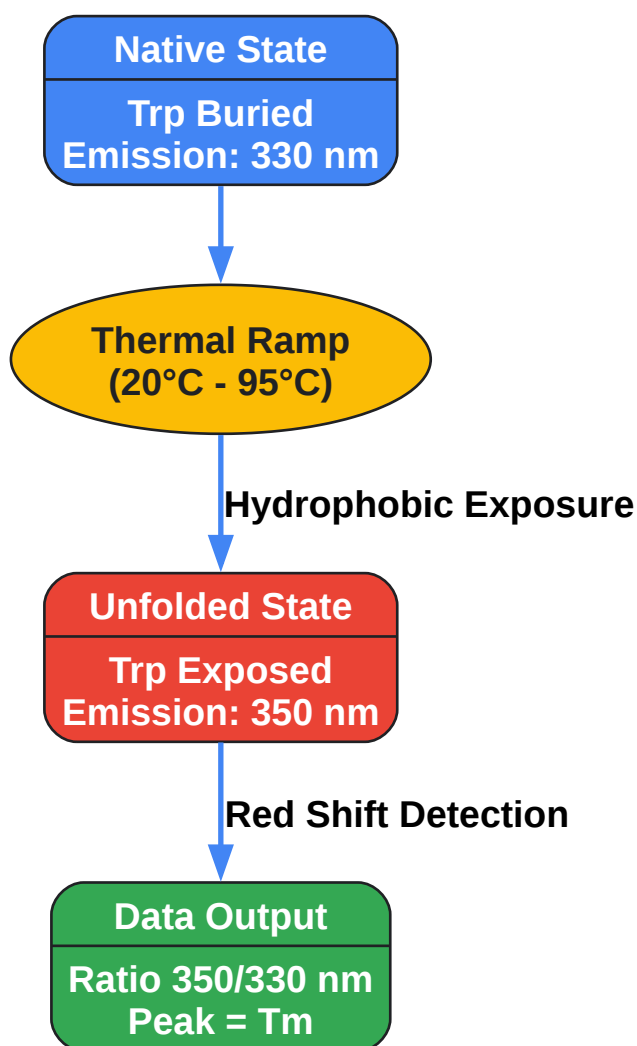 Native State
Trp Buried
Emission: 330 nm
Thermal Ramp
(20°C - 95°C)
Hydrophobic Exposure
Unfolded State
Trp Exposed
Emission: 350 nm
Red Shift Detection
Data Output
Ratio 350/330 nm
Peak = Tm